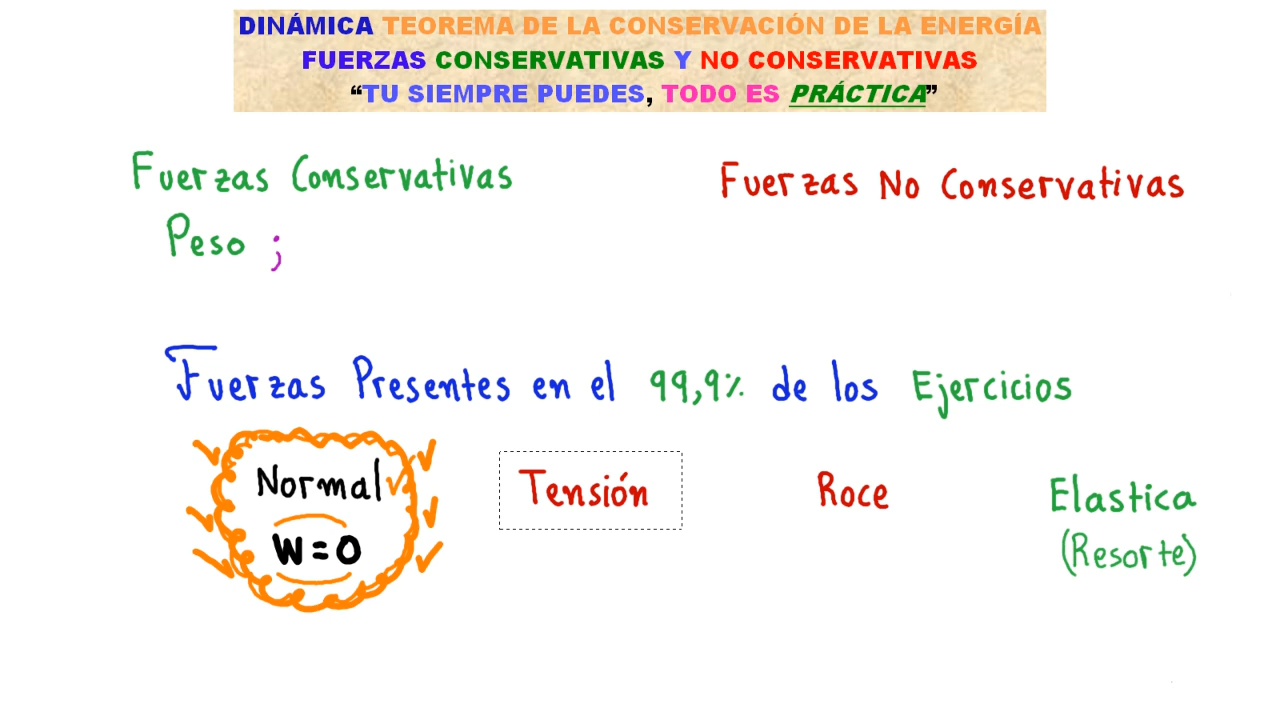 DINÁMICA TEOREMA DE LA CONSERVACIÓN DE LA ENERGÍA
FUERZAS CONSERVATIVAS Y NO CONSERVATIVAS
“TU SIEMPRE PUEDES, TODO ES PRÁCTICA”
Fuerzas Conservativas
Fuerzas No Conservativas
Peso ;
Fuerzas Presentes en el 99,9% de los Ejercicios
Normal
Tensión
Roce
Elastica
W=0
(Resorte)